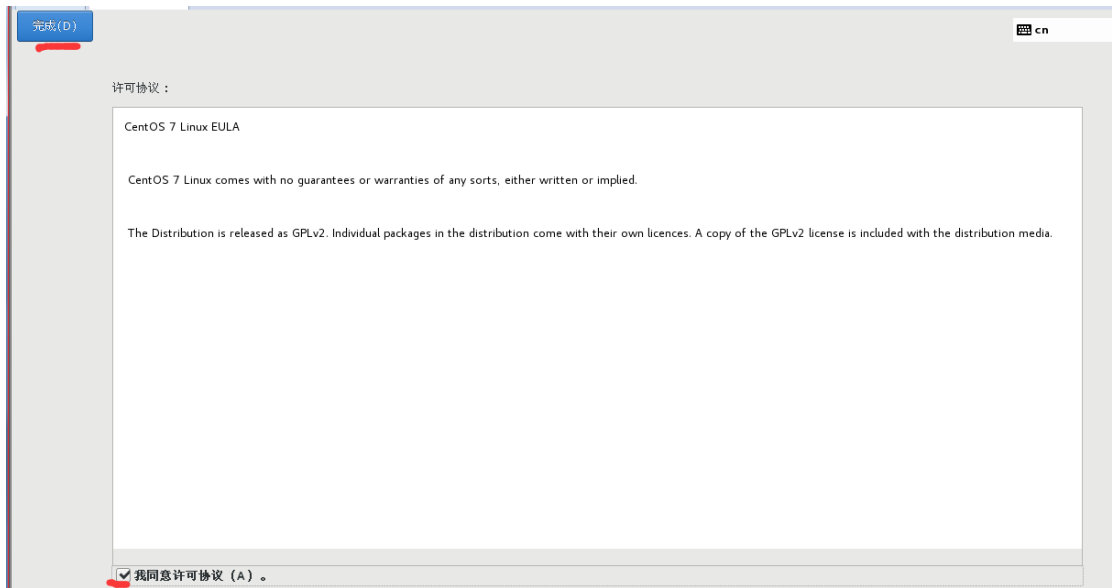 完成(D)
cn
许可协议：
CentOS 7 Linux EULA
CentOS 7 Linux comes with no guarantees or warranties of any sorts, either written or implied.
The Distribution is released as GPLv2. Individual packages in the distribution come with their own licences. A copy of the GPLv2 license is included with the distribution media.
我同意许可协议（A）。